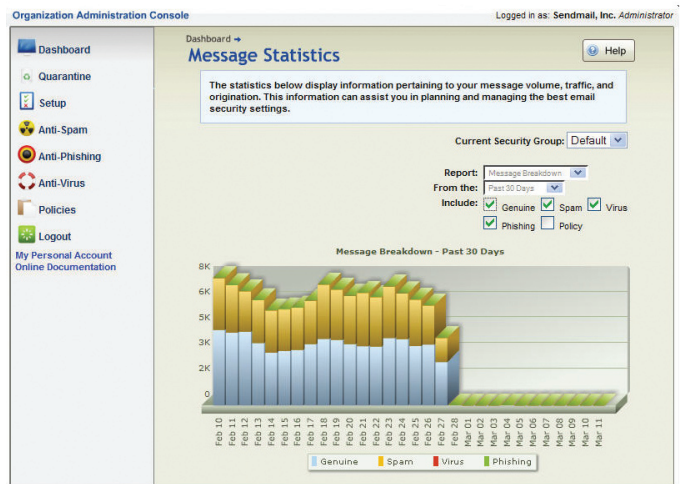 Organization Administration Console
Logged in as: Sendmail, Inc. Administrator
Dashboard
Quarantine
Setup
Anti-Spam
Anti-Phishing
Anti-Virus
Policies
Logout
My Personal Account
Online Documentation
Dashboard
Message Statistics
Help
The statistics below display information pertaining to your message volume, traffic, and
origination. This information can assist you in planning and managing the best email
security settings.
Current Security Group: Default
Report: Message Breakdown
From the: Past 30 Days
Include: Genuine Spam Virus
Phishing Policy
Message Breakdown - Past 30 Days
8K
6K
5K
3K
2K
0
Feb 10
Feb 11
Feb 12
Feb 13
Feb 14
Feb 15
Feb 16
Feb 17
Feb 18
Feb 19
Feb 20
Feb 21
Feb 22
Feb 23
Feb 24
Feb 25
Feb 26
Feb 27
Feb 28
Mar 01
Mar 02
Mar 03
Mar 04
Mar 05
Mar 06
Mar 07
Mar 08
Mar 09
Mar 10
Mar 11
Genuine Spam Virus Phishing